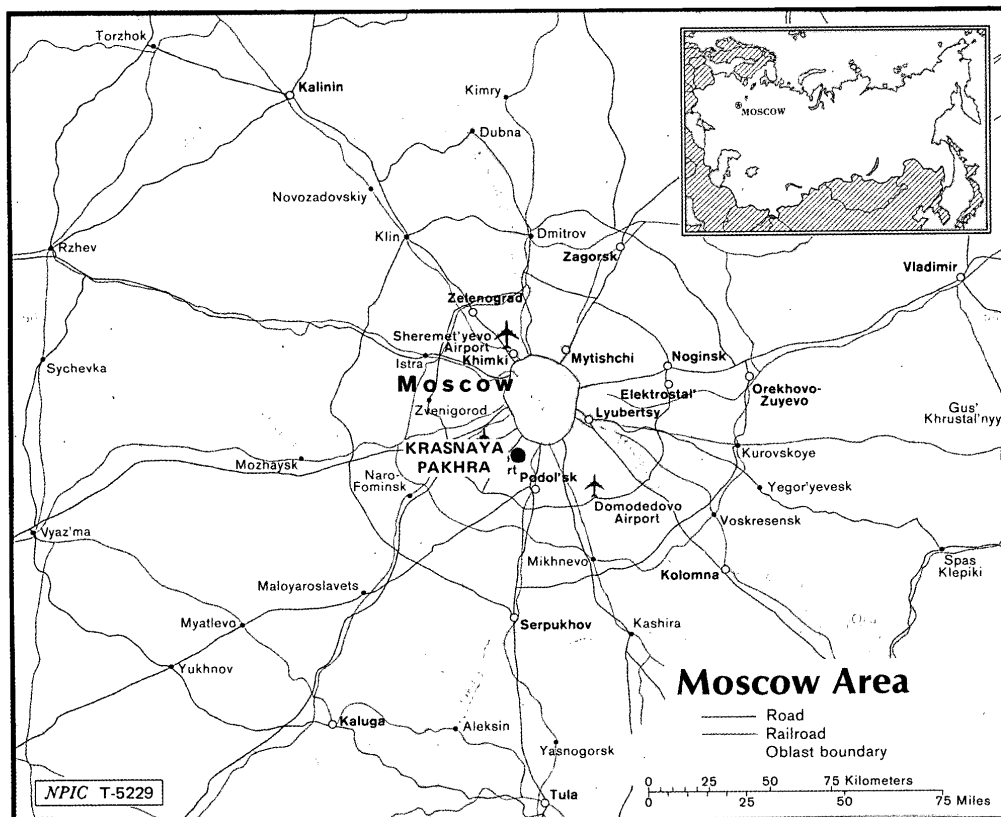 Torzhok
Kalinin
Kimry
Dubna
MOSCOW
Novozadovskiy
Klin
Dmitrov
Rzhev
Zagorsk
Vladimir
Zelenograd
Sheremet'yevo
Airport
Khimki
Mytishchi
Noginsk
Istra
Sychevka
Moscow
Elektrostal'
Orekhovo-
Zuyevo
Zvenigorod
Lyubertsy
Gus'
Khrustal'nyy
KRASNAYA
PAKHRA
rt
Mozhaysk
Kurovskoye
Naro-
Fominsk
Podol'sk
Yegor'yevesk
Domodedovo
Airport
Voskresensk
Vyaz'ma
Mikhnevo
Spas
Klepiki
Kolomna
Maloyaroslavets
Myatlevo
Serpukhov
Kashira
Yukhnov
Moscow Area
Kaluga
Aleksin
Road
Railroad
Oblast boundary
Yasnogorsk
0 25 50 75 Kilometers
0 25 50 75 Miles
NPIC T-5229
Tula